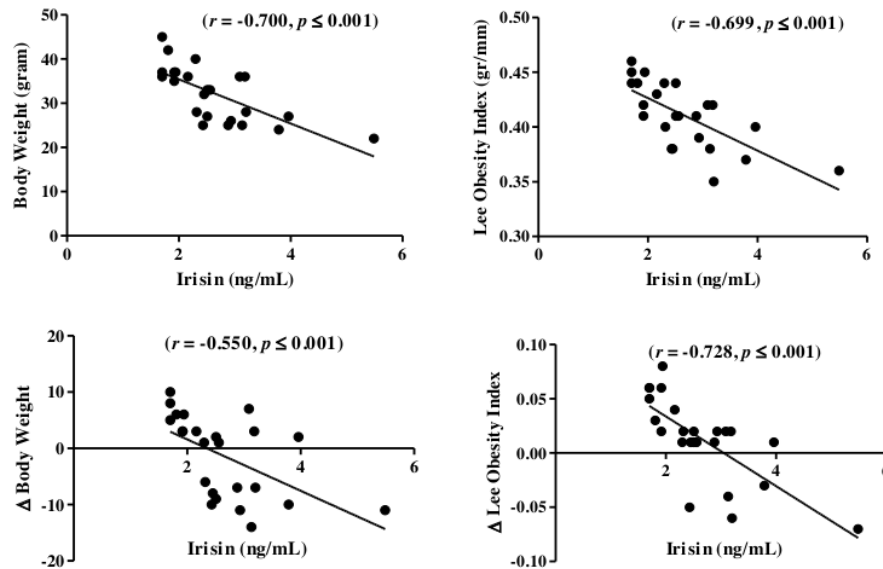 (r = -0.700, p ≤ 0.001)
Body Weight (gram)
50
40
30
20
10
0
0
2
4
6
Irisin (ng/mL)
(r = -0.699, p ≤ 0.001)
Lee Obesity Index (gr/mm)
0.50
0.45
0.40
0.35
0.30
0
2
4
6
Irisin (ng/mL)
(r = -0.550, p ≤ 0.001)
Δ Body Weight
20
10
0
-10
-20
2
4
6
Irisin (ng/mL)
(r = -0.728, p ≤ 0.001)
Δ Lee Obesity Index
0.10
0.05
0.00
-0.05
-0.10
2
4
6
Irisin (ng/mL)